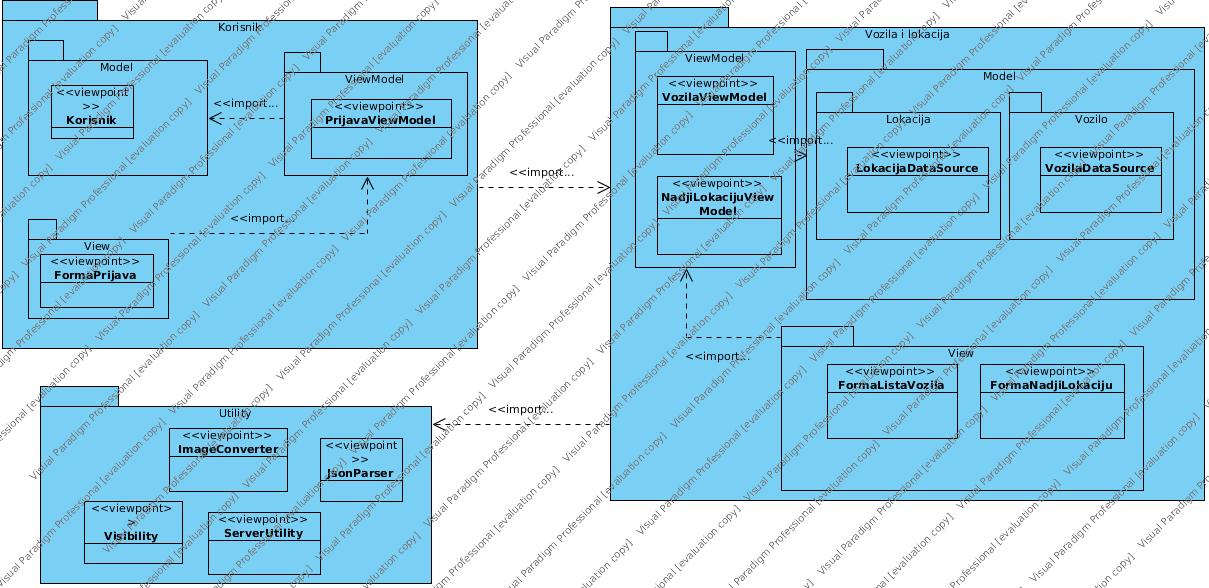 Korisnik
Model
<<viewpoint
>>
Korisnik
<<import...
ViewModel
<<viewpoint>>
PrijavaViewModel
<<import...
View
<<viewpoint>>
FormaPrijava
<<import...
Vozila i lokacija
ViewModel
<<viewpoint>>
VozilaViewModel
<<viewpoint>>
NadjiLokacijuView
Model
<<import...
Model
Lokacija
<<viewpoint>>
LokacijaDataSource
Vozilo
<<viewpoint>>
VozilaDataSource
<<import...
View
<<viewpoint>>
FormaListaVozila
<<viewpoint>>
FormaNadjiLokaciju
<<import...
Utility
<<viewpoint>>
ImageConverter
<<viewpoint
>>
JsonParser
<<viewpoint>
>
Visibility
<<viewpoint>>
ServerUtility
Visual Paradigm Professional [evaluation copy]